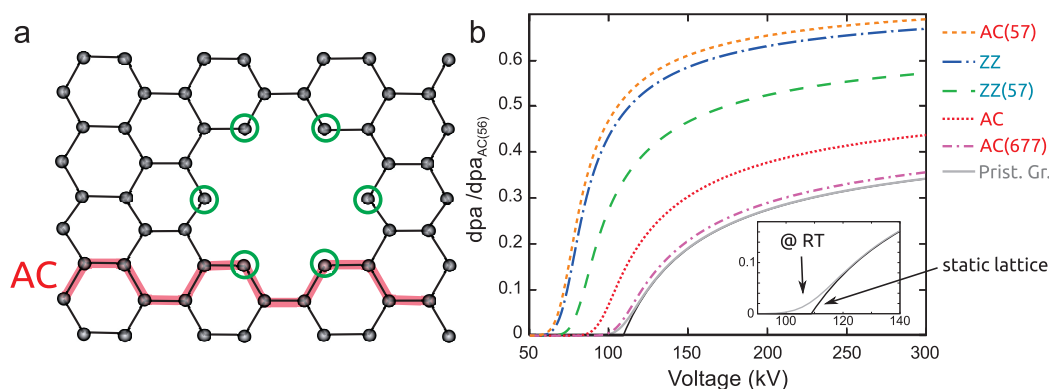 a
AC
b
dpa /dpaAC(56)
0.6
0.5
0.4
0.3
0.2
0.1
0
50
100
150
200
250
300
Voltage (kV)
AC(57)
ZZ
ZZ(57)
AC
AC(677)
Prist. Gr.
@ RT
static lattice
0.1
0
100
120
140